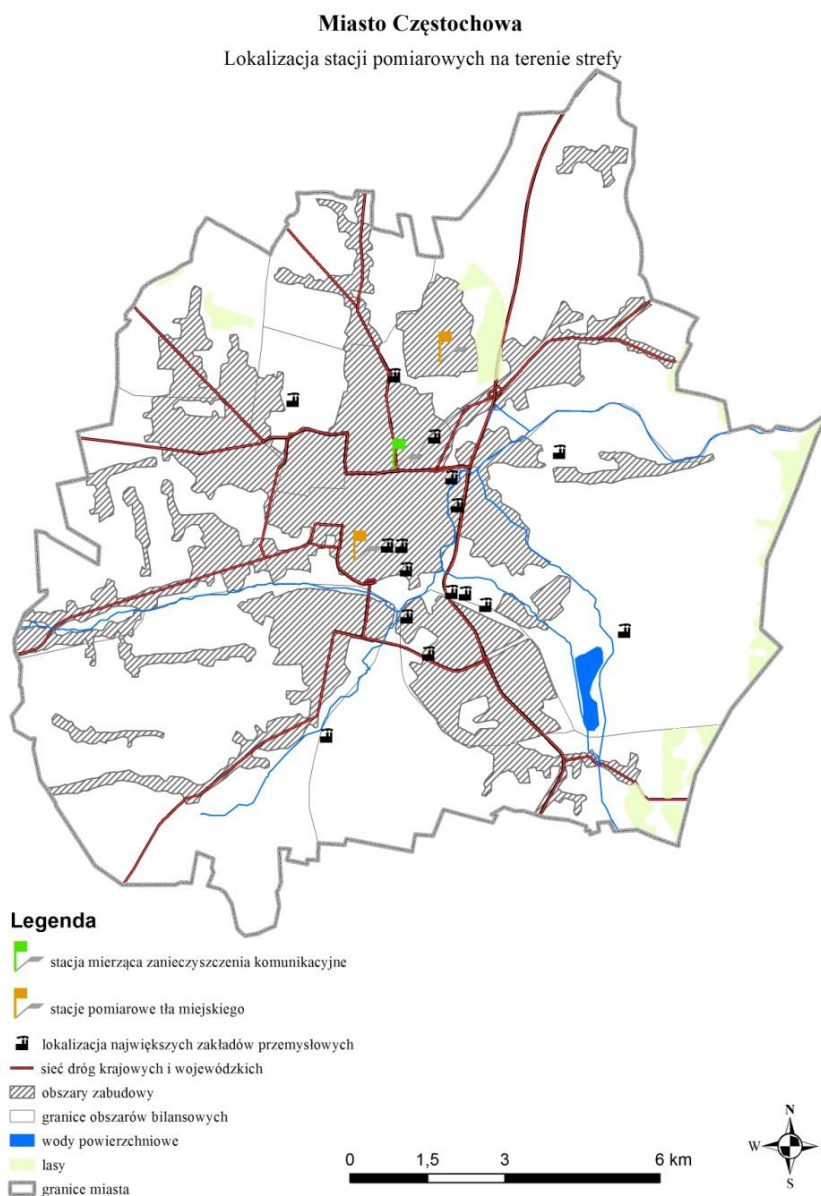 Miasto Częstochowa
Lokalizacja stacji pomiarowych na terenie strefy
Legenda
stacja mierząca zanieczyszczenia komunikacyjne
stacje pomiarowe tła miejskiego
lokalizacja największych zakładów przemysłowych
sieć dróg krajowych i wojewódzkich
obszary zabudowy
granice obszarów bilansowych
wody powierzchniowe
lasy
granice miasta
0 1,5 3 6 km
N
W E
S